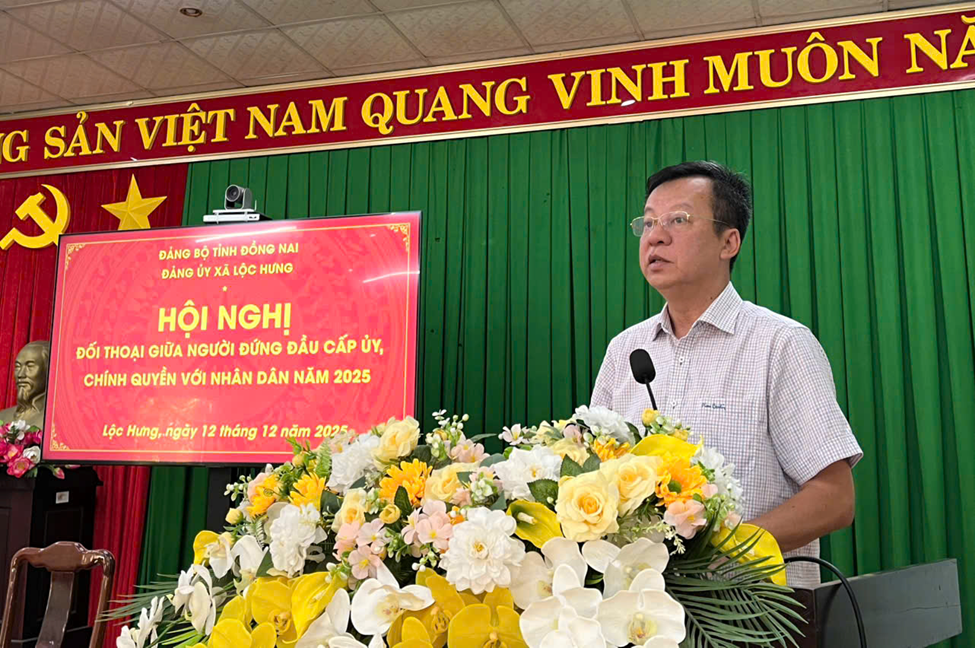 NG SẢN VIỆT NAM QUANG VINH MUÔN NĂ
ĐẢNG BỘ TỈNH ĐỒNG NAI
ĐẢNG ỦY XÃ LỘC HƯNG
HỘI NGHỊ
ĐỐI THOẠI GIỮA NGƯỜI ĐỨNG ĐẦU CẤP ỦY,
CHÍNH QUYỀN VỚI NHÂN DÂN NĂM 2025
Lộc Hưng, ngày 12 tháng 12 năm 2025